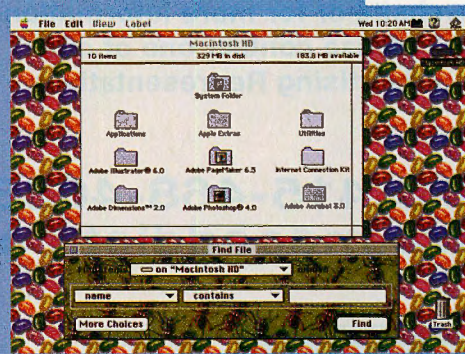 File Edit View Label Wed 10:20 AM
Macintosh HD
10 items 329 MB in disk 183.8 MB available
System Folder
Applications Apple Extras Utilities
Adobe Illustrator® 6.0 Adobe PageMaker 6.5 Internet Connection Kit
Adobe Dimensions™ 2.0 Adobe Photoshop® 4.0 Adobe Acrobat 3.0
Find File
on "Macintosh HD"
name contains
More Choices Find
Trash